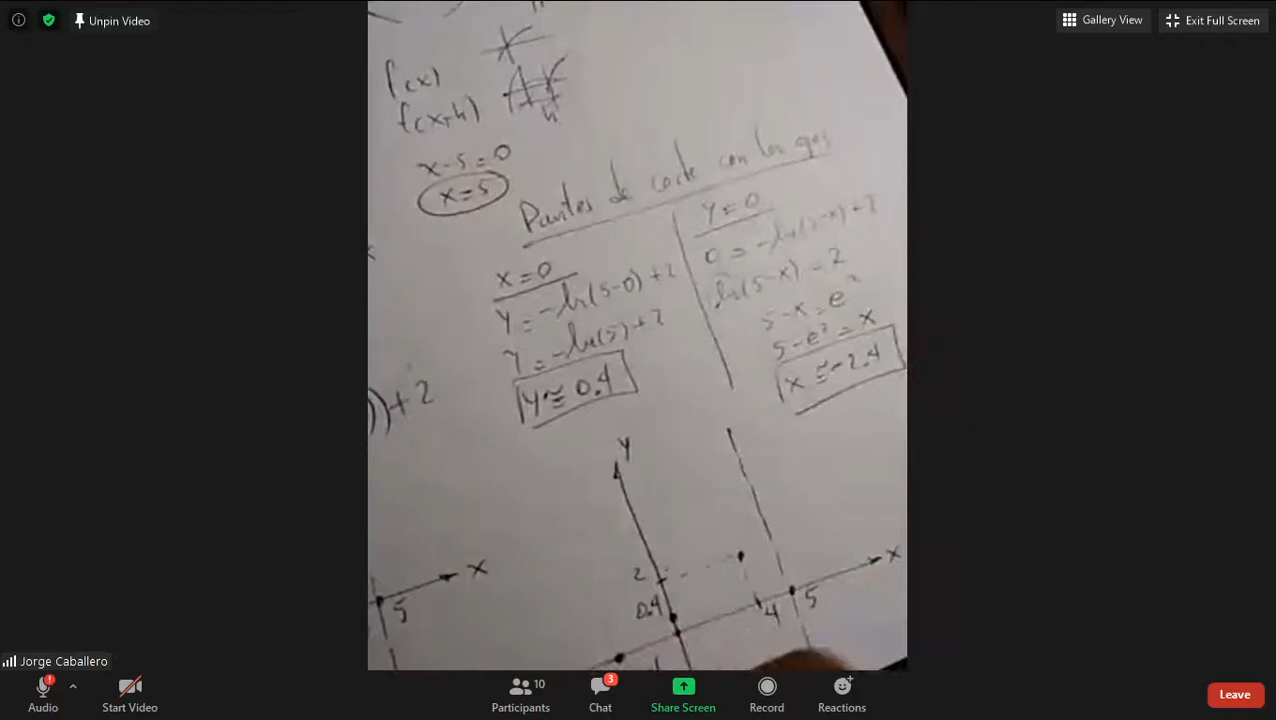 Unpin Video
Gallery View
Exit Full Screen
f(x)
f(x+h)
h
x-5=0
x=5
Puntos de corte con los ejes
x=0
y=-ln(5-0)+2
y=-ln(5)+2
y≅0.4
y=0
0=-ln(5-x)+2
ln(5-x)=2
5-x=e²
5-e²=x
x≅-2.4
))+2
x
5
y
2
0.4
4
5
x
Jorge Caballero
Audio
Start Video
10
Participants
3
Chat
Share Screen
Record
Reactions
Leave